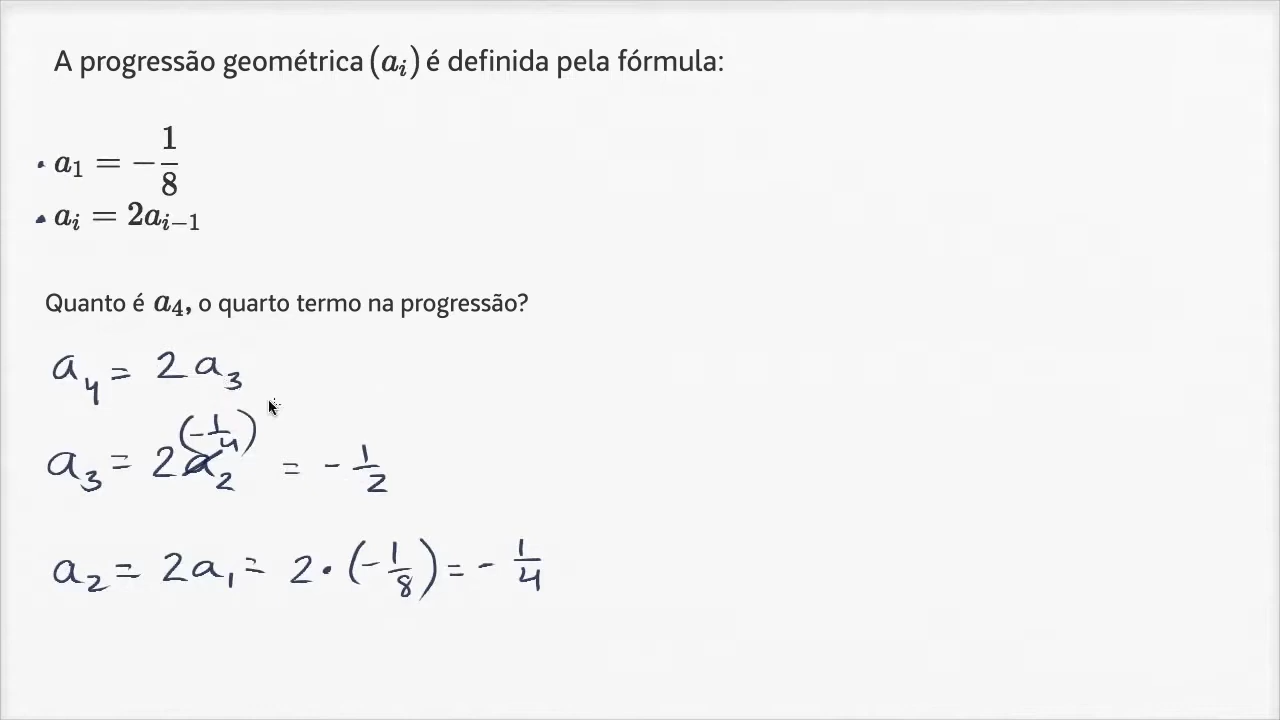 A progressão geométrica (aᵢ) é definida pela fórmula:
• a₁ = −1/8
• aᵢ = 2aᵢ₋₁
Quanto é a₄, o quarto termo na progressão?
a₄ = 2a₃
a₃ = 2a₂ (−1/4) = −1/2
a₂ = 2a₁ = 2 · (−1/8) = −1/4